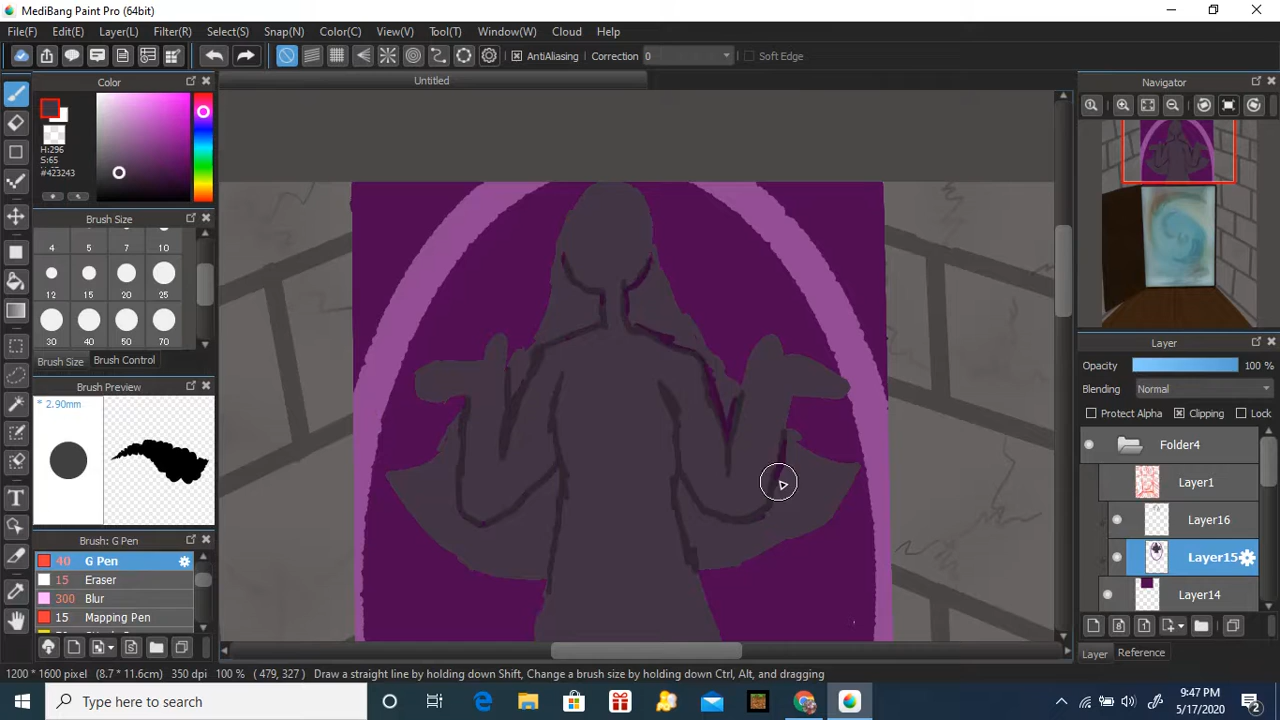 MediBang Paint Pro (64bit)
File(F) Edit(E) Layer(L) Filter(R) Select(S) Snap(N) Color(C) View(V) Tool(T) Window(W) Cloud Help
AntiAliasing Correction 0 Soft Edge
Color
Untitled
Navigator
H:296
S:65
#423243
Brush Size
4 5 7 10
12 15 20 25
30 40 50 70
Brush Size Brush Control
Brush Preview
* 2.90mm
Brush: G Pen
40 G Pen
15 Eraser
300 Blur
15 Mapping Pen
Layer
Opacity 100 %
Blending Normal
Protect Alpha Clipping Lock
Folder4
Layer1
Layer16
Layer15
Layer14
Layer Reference
1200 * 1600 pixel (8.7 * 11.6cm) 350 dpi 100 % ( 479, 327 ) Draw a straight line by holding down Shift, Change a brush size by holding down Ctrl, Alt, and dragging
Type here to search
9:47 PM
5/17/2020
2